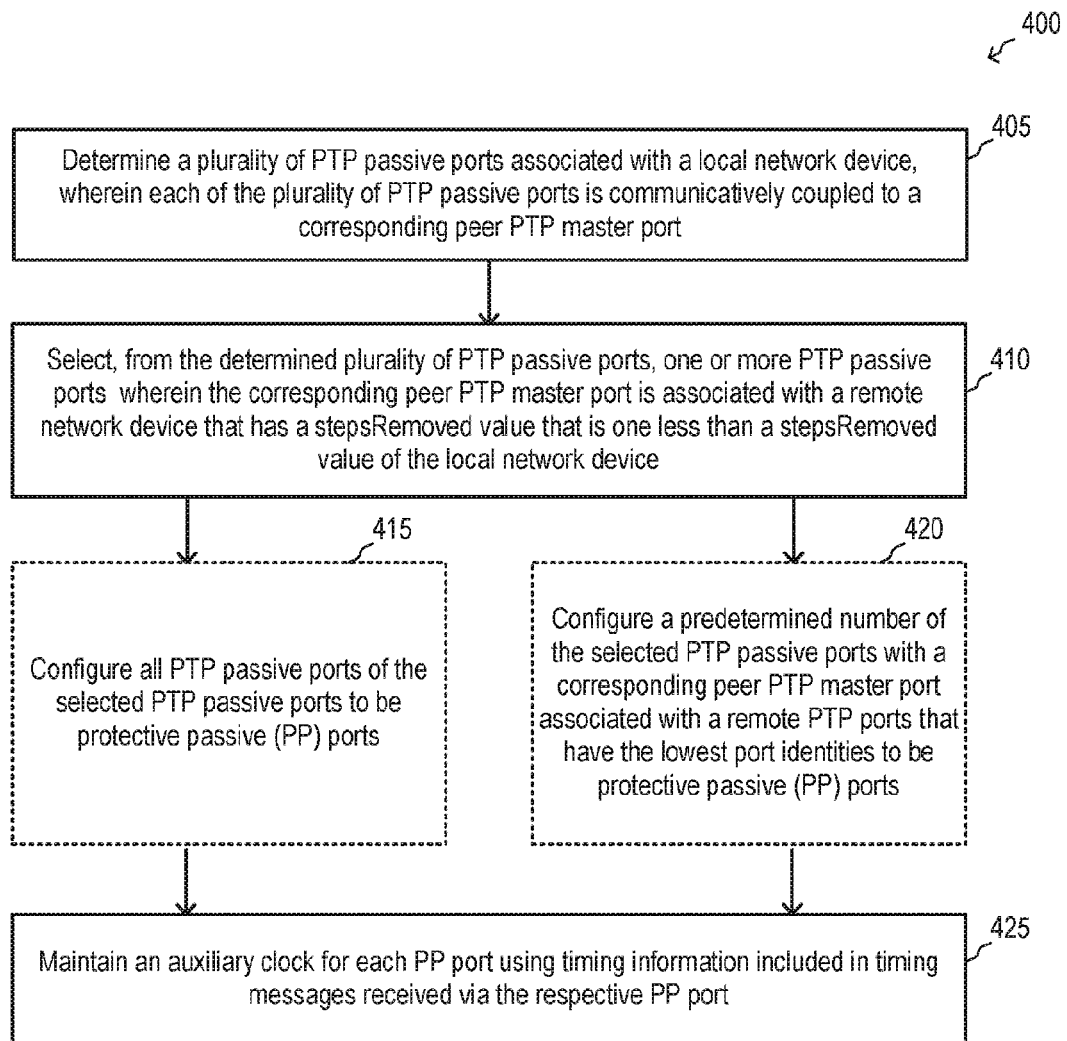 400
405
Determine a plurality of PTP passive ports associated with a local network device,
wherein each of the plurality of PTP passive ports is communicatively coupled to a
corresponding peer PTP master port
410
Select, from the determined plurality of PTP passive ports, one or more PTP passive
ports wherein the corresponding peer PTP master port is associated with a remote
network device that has a stepsRemoved value that is one less than a stepsRemoved
value of the local network device
415
Configure all PTP passive ports of the
selected PTP passive ports to be
protective passive (PP) ports
420
Configure a predetermined number of
the selected PTP passive ports with a
corresponding peer PTP master port
associated with a remote PTP ports that
have the lowest port identities to be
protective passive (PP) ports
425
Maintain an auxiliary clock for each PP port using timing information included in timing
messages received via the respective PP port